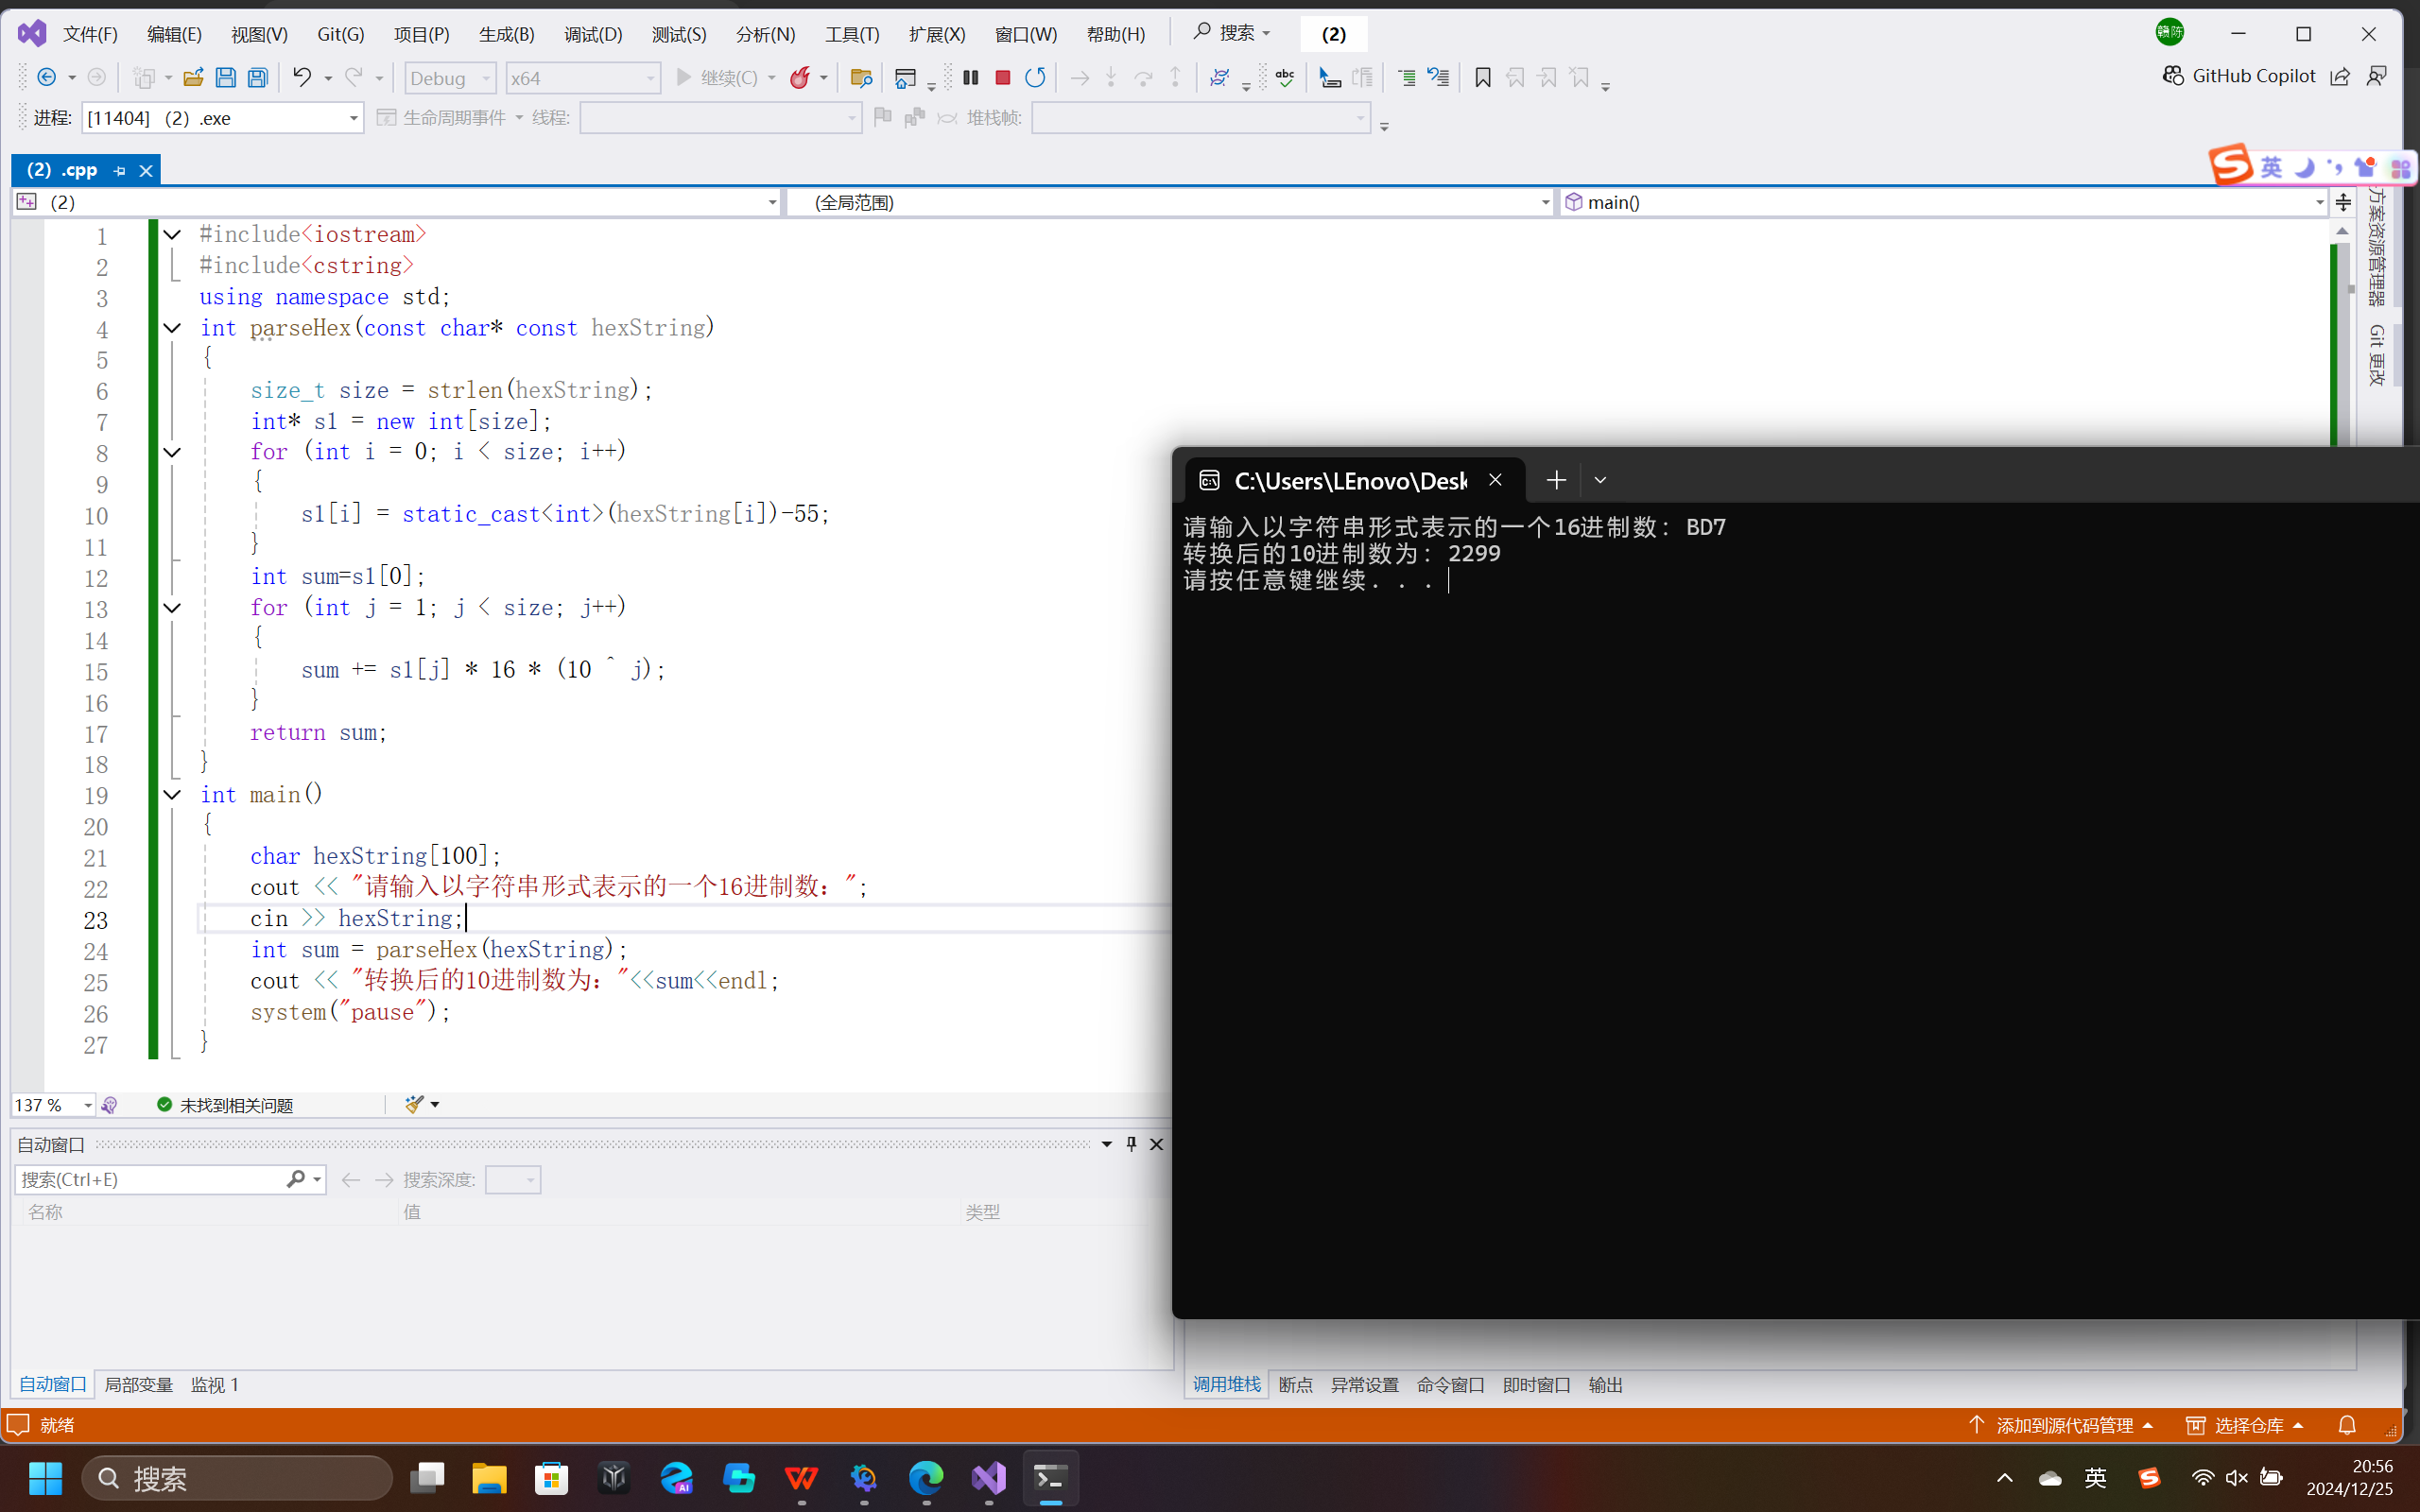 文件(F) 编辑(E) 视图(V) Git(G) 项目(P) 生成(B) 调试(D) 测试(S) 分析(N) 工具(T) 扩展(X) 窗口(W) 帮助(H) 搜索 (2) 赣陈
Debug x64 继续(C) abc GitHub Copilot
进程: [11404] (2) .exe 生命周期事件 线程: 堆栈帧:
(2) .cpp
英
(2) (全局范围) main()
方案资源管理器
Git 更改
1 #include<iostream>
2 #include<cstring>
3 using namespace std;
4 int parseHex(const char* const hexString)
5 {
6 size_t size = strlen(hexString);
7 int* s1 = new int[size];
8 for (int i = 0; i < size; i++)
9 {
10 s1[i] = static_cast<int>(hexString[i])-55;
11 }
12 int sum=s1[0];
13 for (int j = 1; j < size; j++)
14 {
15 sum += s1[j] * 16 * (10 ^ j);
16 }
17 return sum;
18 }
19 int main()
20 {
21 char hexString[100];
22 cout << "请输入以字符串形式表示的一个16进制数：";
23 cin >> hexString;
24 int sum = parseHex(hexString);
25 cout << "转换后的10进制数为："<<sum<<endl;
26 system("pause");
27 }
C:\Users\LEnovo\Desk
请输入以字符串形式表示的一个16进制数：BD7
转换后的10进制数为：2299
请按任意键继续. . .
137 % 未找到相关问题
自动窗口
搜索(Ctrl+E) 搜索深度:
名称 值 类型
自动窗口 局部变量 监视 1
调用堆栈 断点 异常设置 命令窗口 即时窗口 输出
就绪 添加到源代码管理 选择仓库
搜索 AI 英 20:56
2024/12/25